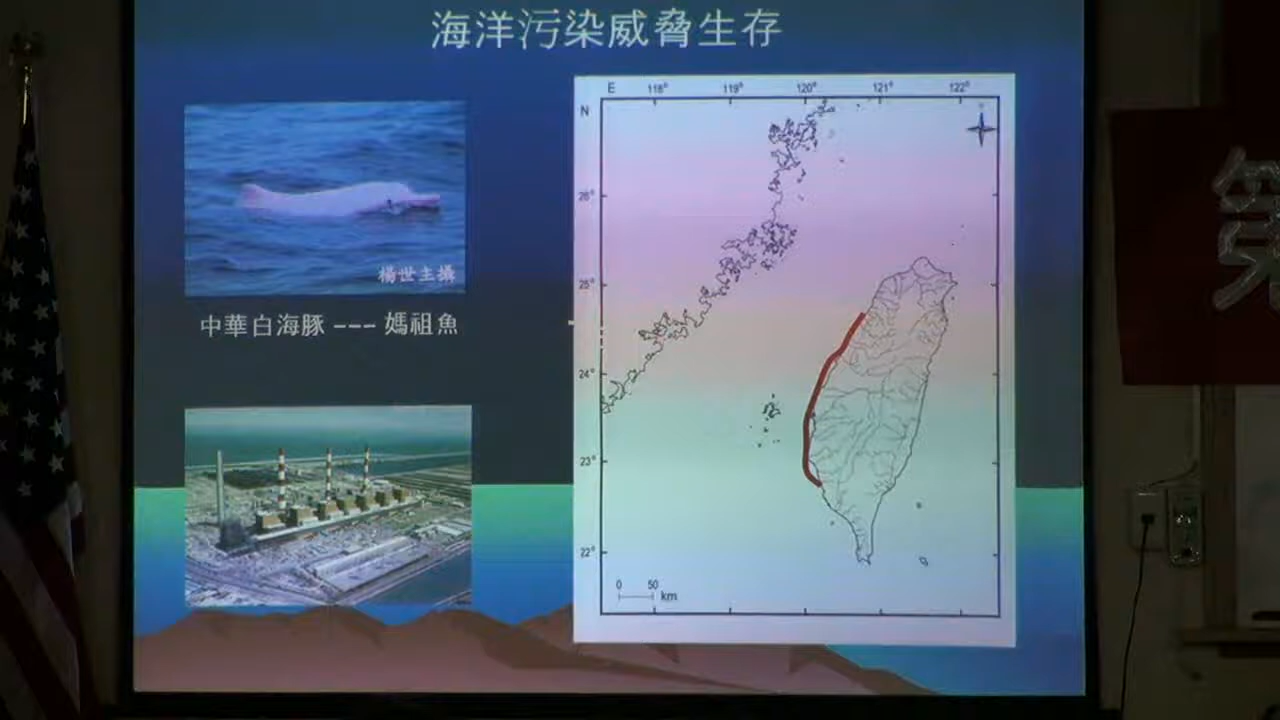 海洋污染威脅生存
楊世主攝
中華白海豚 --- 媽祖魚
E 118° 119° 120° 121° 122°
N
26°
25°
24°
23°
22°
0 50 km
第